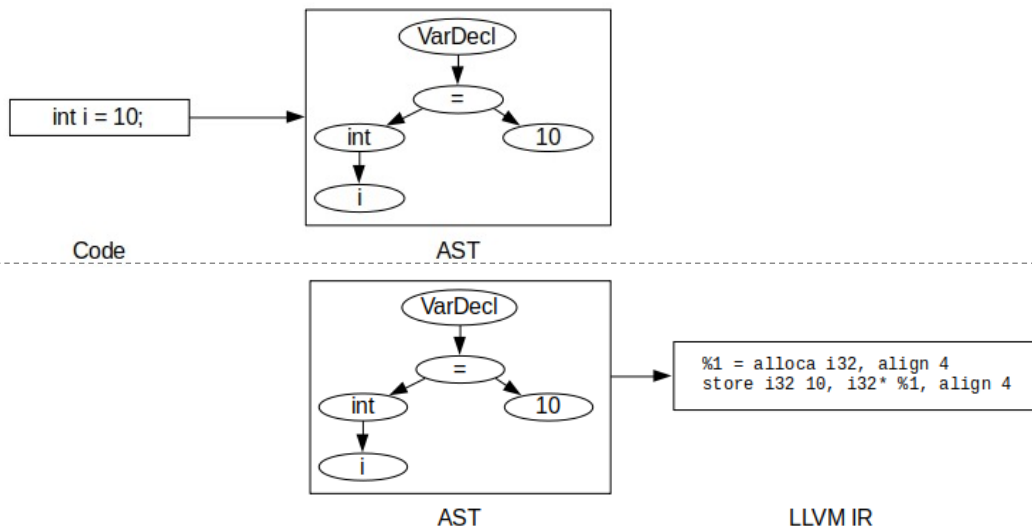 VarDecl
=
int i = 10;
int
10
i
Code
AST
VarDecl
=
%1 = alloca i32, align 4
store i32 10, i32* %1, align 4
int
10
i
AST
LLVM IR